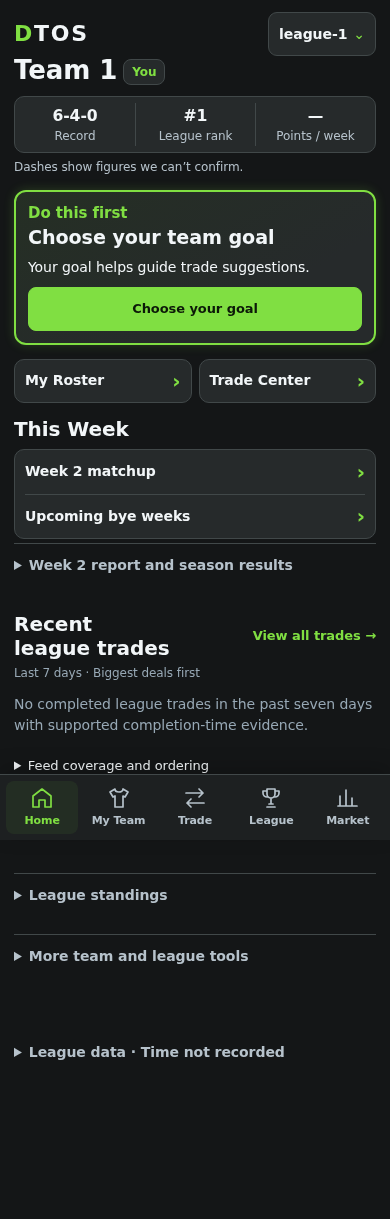 DTOS
league-1
Team 1 You
6-4-0
Record
#1
League rank
—
Points / week
Dashes show figures we can’t confirm.
Do this first
Choose your team goal
Your goal helps guide trade suggestions.
Choose your goal
My Roster
Trade Center
This Week
Week 2 matchup
Upcoming bye weeks
Week 2 report and season results
Recent
league trades
View all trades →
Last 7 days · Biggest deals first
No completed league trades in the past seven days
with supported completion-time evidence.
Feed coverage and ordering
Home
My Team
Trade
League
Market
League standings
More team and league tools
League data · Time not recorded